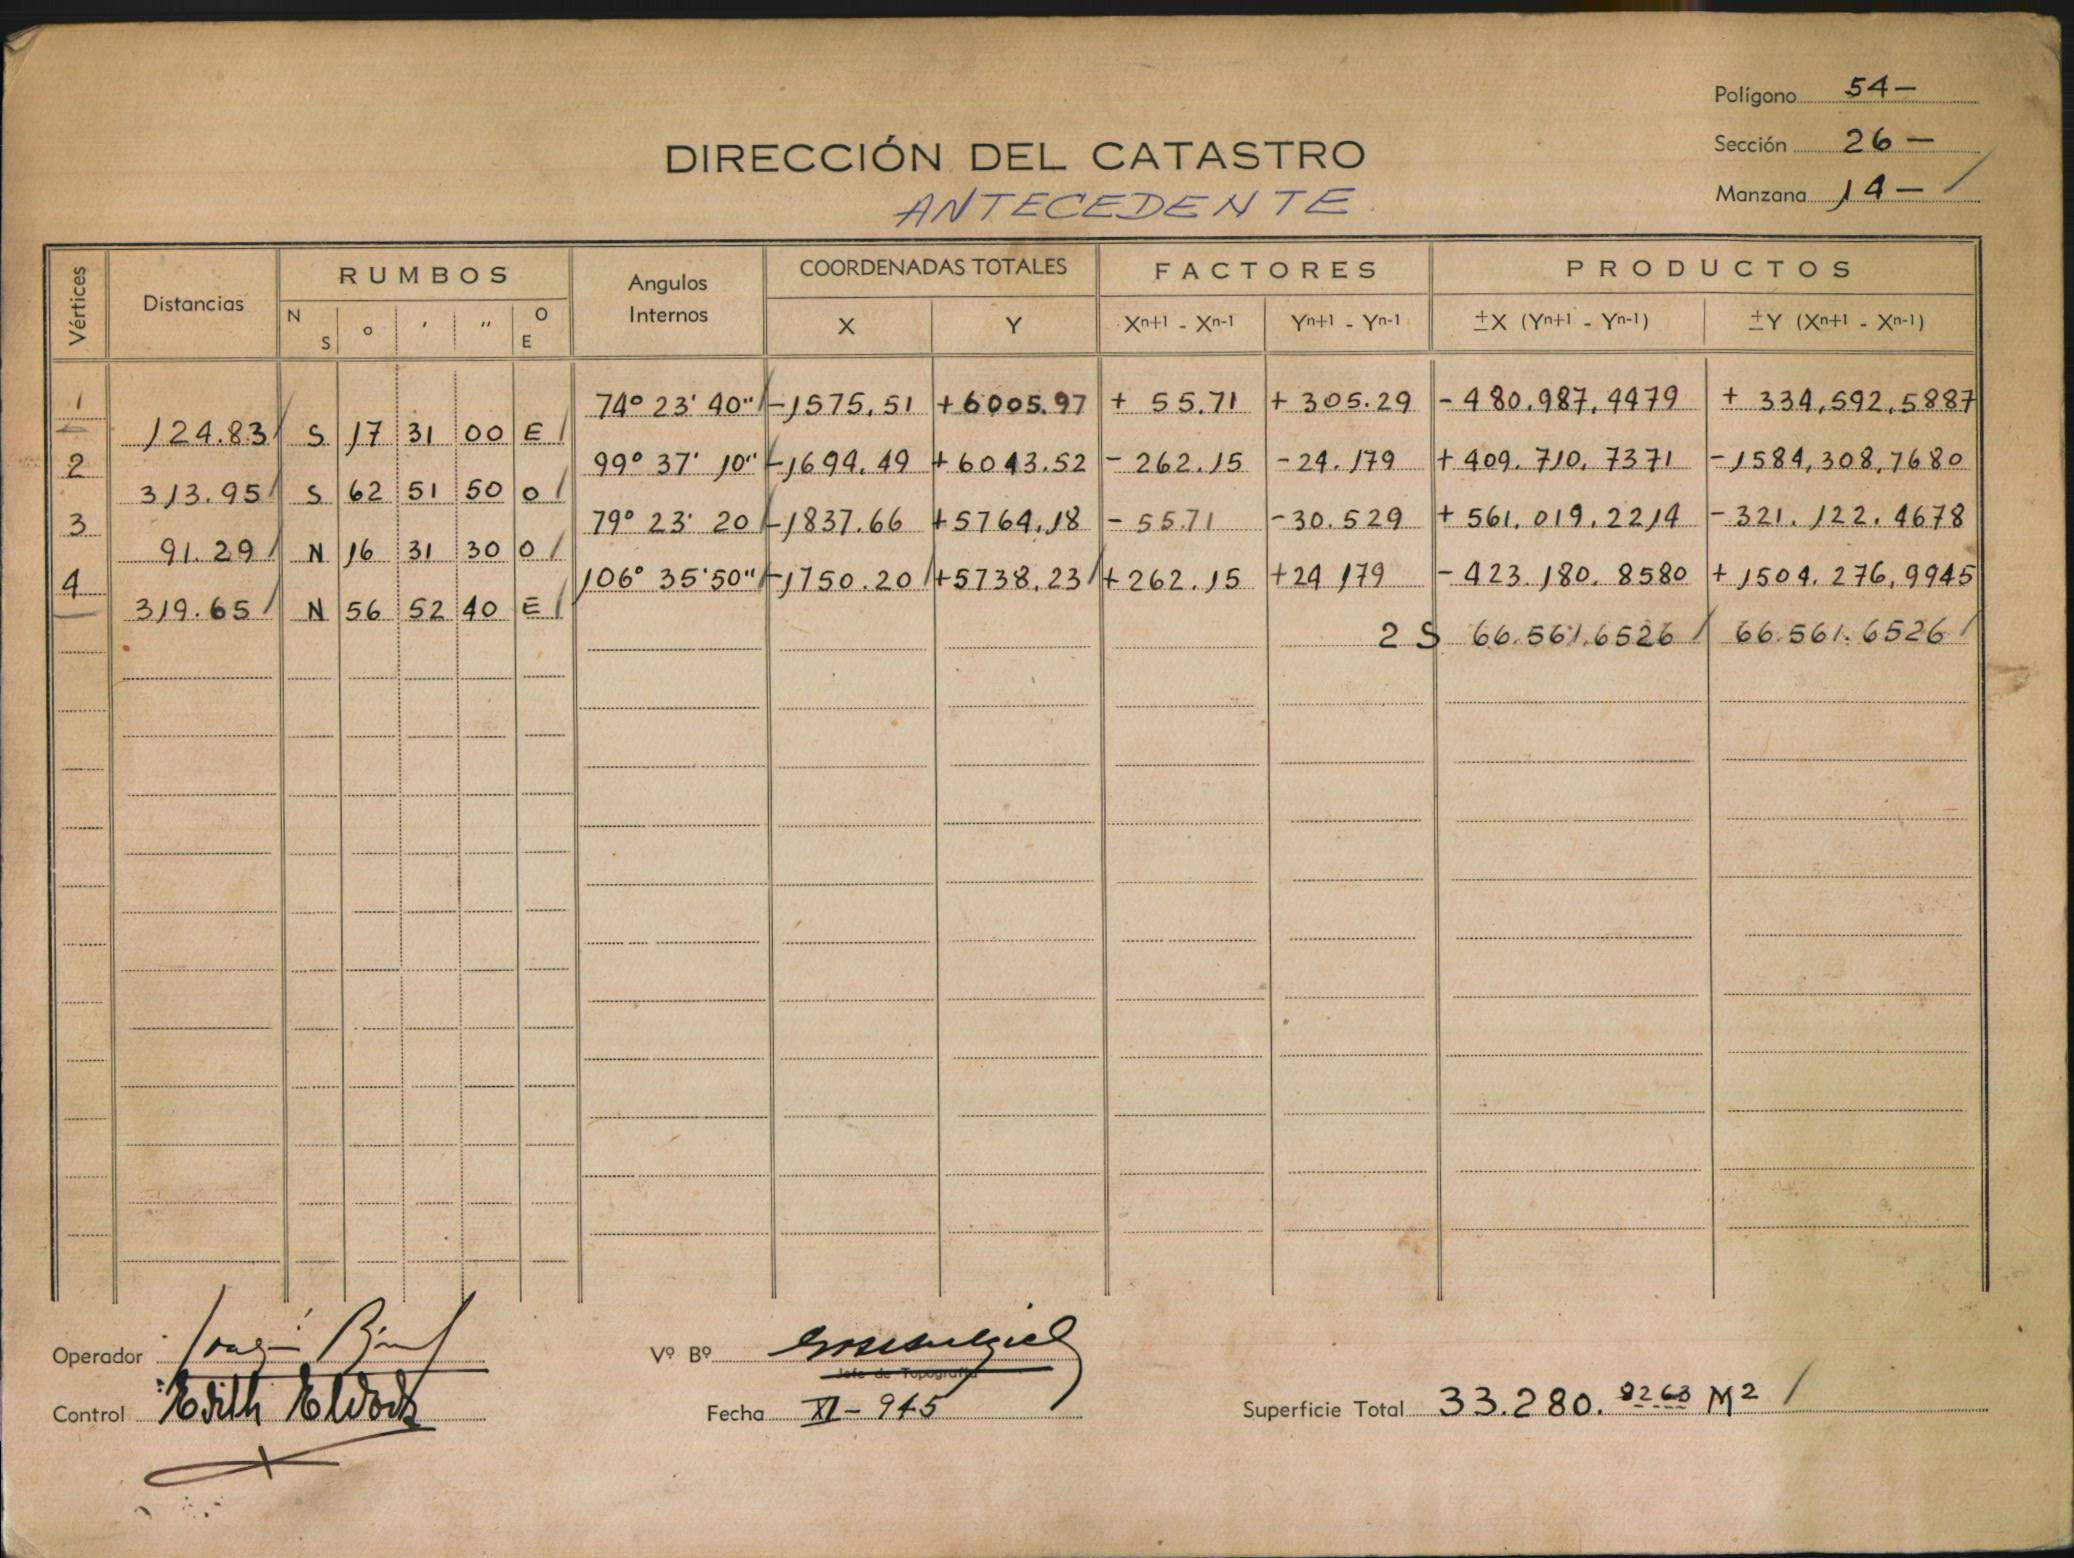 Polígono 54-
Sección 26-
Manzana 14-/
DIRECCIÓN DEL CATASTRO
ANTECEDENTE
Vértices Distancias RUMBOS Angulos Internos COORDENADAS TOTALES FACTORES PRODUCTOS
N S o ' " O E X Y Xn+1 - Xn-1 Yn+1 - Yn-1 ±X (Yn+1 - Yn-1) ±Y (Xn+1 - Xn-1)
1 74° 23' 40"/ -1575.51 +6005.97 + 55.71 + 305.29 - 480.987,4479 + 334,592,5887
124.83/ S 17 31 00 E/
2 99° 37' 10" -1694.49 +6043.52 - 262.15 -24.179 +409.710,7371 -1584,308,7680
313.95/ S 62 51 50 O/
3 79° 23' 20/ -1837.66 +5764.18 - 55.71 -30.529 + 561.019.2214 -321.122.4678
91.29/ N 16 31 30 O/
4 106° 35' 50"/ -1750.20/ +5738.23/ +262.15 +24 179 - 423.180.8580 + 1504.276,9945
319.65/ N 56 52 40 E/
2 S 66.561.6526/ 66.561.6526/
Operador
Vº Bº
Jefe de Topografía
Control Edith
Fecha XI-945
Superficie Total 33.280.8263 M2/